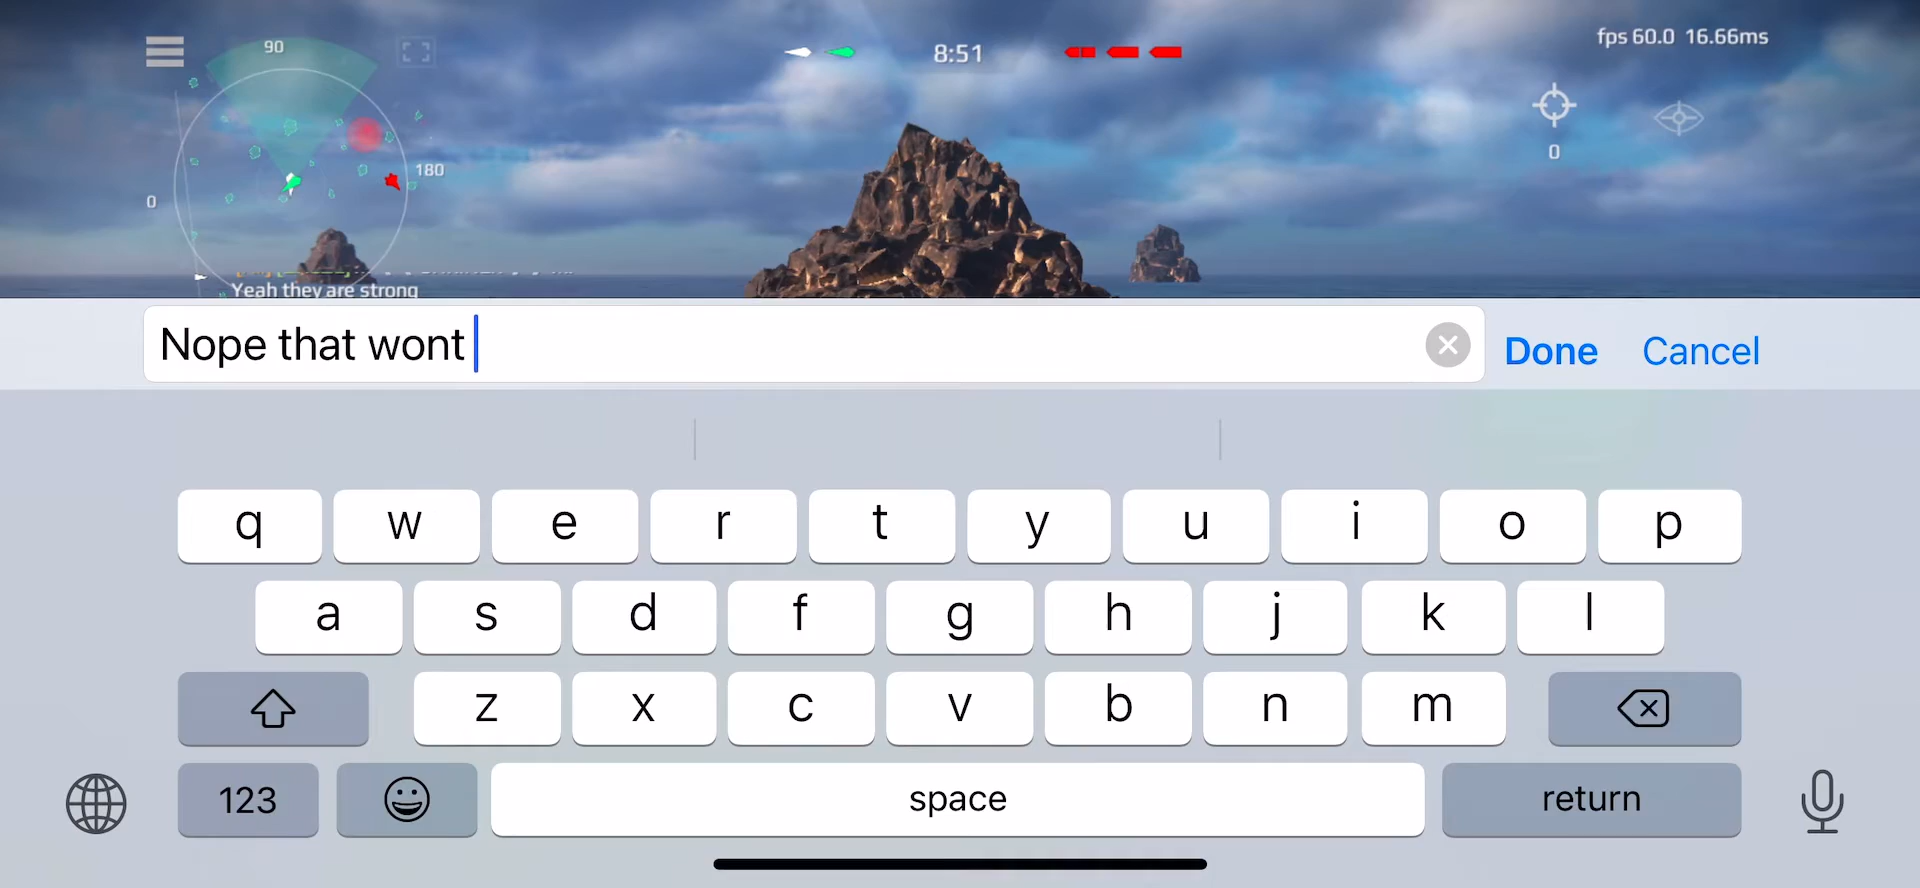 90
8:51
fps 60.0 16.66ms
180
0
0
Yeah they are strong
Nope that wont
Done
Cancel
q w e r t y u i o p
a s d f g h j k l
z x c v b n m
123
space
return